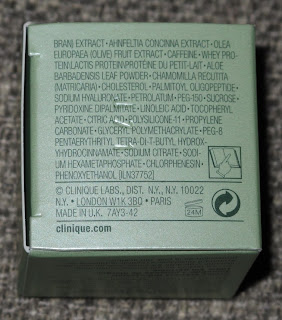 BRAN) EXTRACT • AHNFELTIA CONCINNA EXTRACT • OLEA
EUROPAEA (OLIVE) FRUIT EXTRACT • CAFFEINE • WHEY PRO-
TEIN\LACTIS PROTEIN\PROTÉINE DU PETIT-LAIT • ALOE
BARBADENSIS LEAF POWDER • CHAMOMILLA RECUTITA
(MATRICARIA) • CHOLESTEROL • PALMITOYL OLIGOPEPTIDE •
SODIUM HYALURONATE • PETROLATUM • PEG-150 • SUCROSE •
PYRIDOXINE DIPALMITATE • LINOLEIC ACID • TOCOPHERYL
ACETATE • CITRIC ACID • POLYSILICONE-11 • PROPYLENE
CARBONATE • GLYCERYL POLYMETHACRYLATE • PEG-8 •
PENTAERYTHRITYL TETRA-DI-T-BUTYL HYDROX-
YHYDROCINNAMATE • SODIUM CITRATE • SODI-
UM HEXAMETAPHOSPHATE • CHLORPHENESIN •
PHENOXYETHANOL [ILN37752]
© CLINIQUE LABS., DIST. N.Y., N.Y. 10022
N.Y. • LONDON W1K 3BQ • PARIS
MADE IN U.K. 7AY3-42
24M
clinique.com